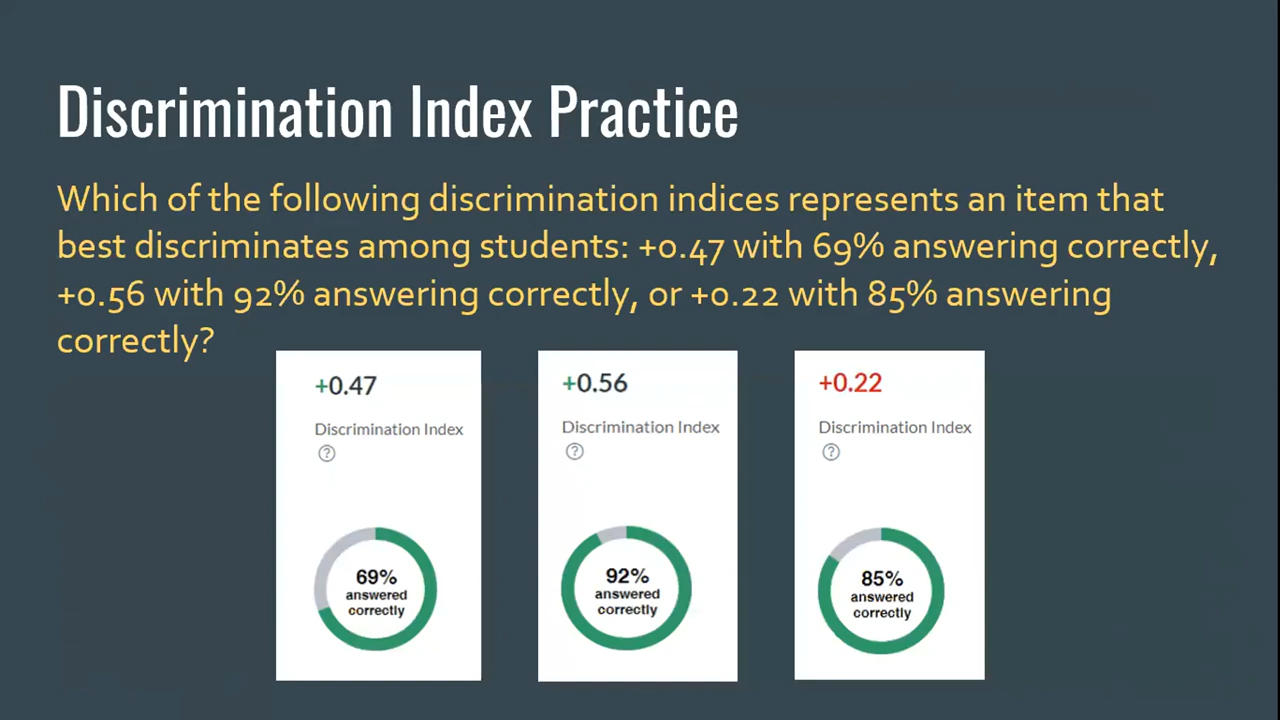 Discrimination Index Practice
Which of the following discrimination indices represents an item that
best discriminates among students: +0.47 with 69% answering correctly,
+0.56 with 92% answering correctly, or +0.22 with 85% answering
correctly?
+0.47
Discrimination Index
?
69%
answered
correctly
+0.56
Discrimination Index
?
92%
answered
correctly
+0.22
Discrimination Index
?
85%
answered
correctly